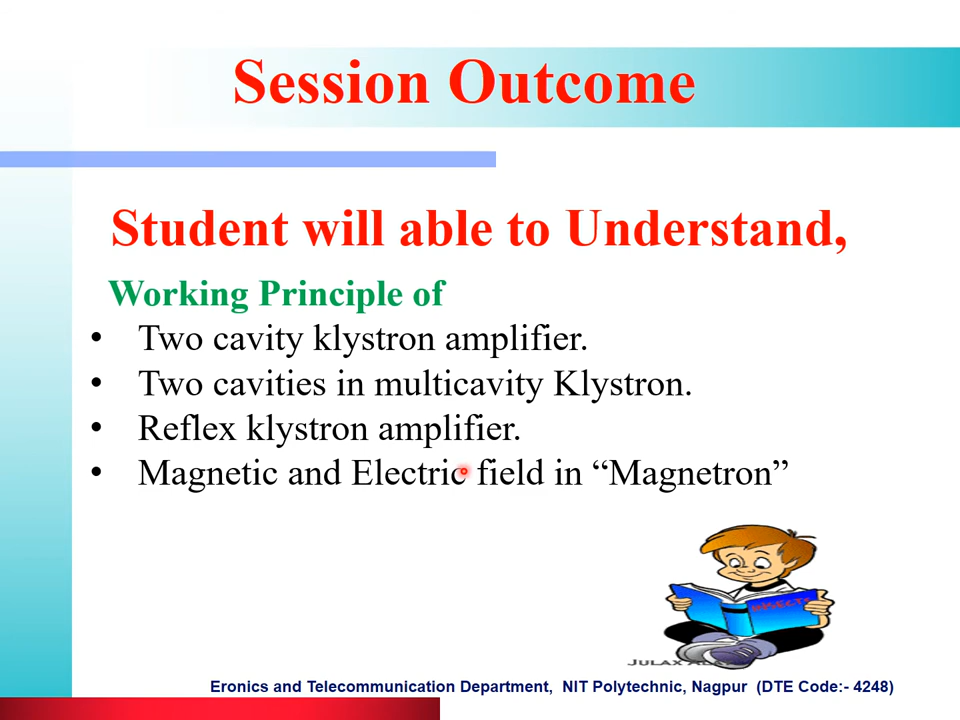 Session Outcome
Student will able to Understand,
Working Principle of
• Two cavity klystron amplifier.
• Two cavities in multicavity Klystron.
• Reflex klystron amplifier.
• Magnetic and Electric field in “Magnetron”
INSECTS
Eronics and Telecommunication Department, NIT Polytechnic, Nagpur (DTE Code:- 4248)